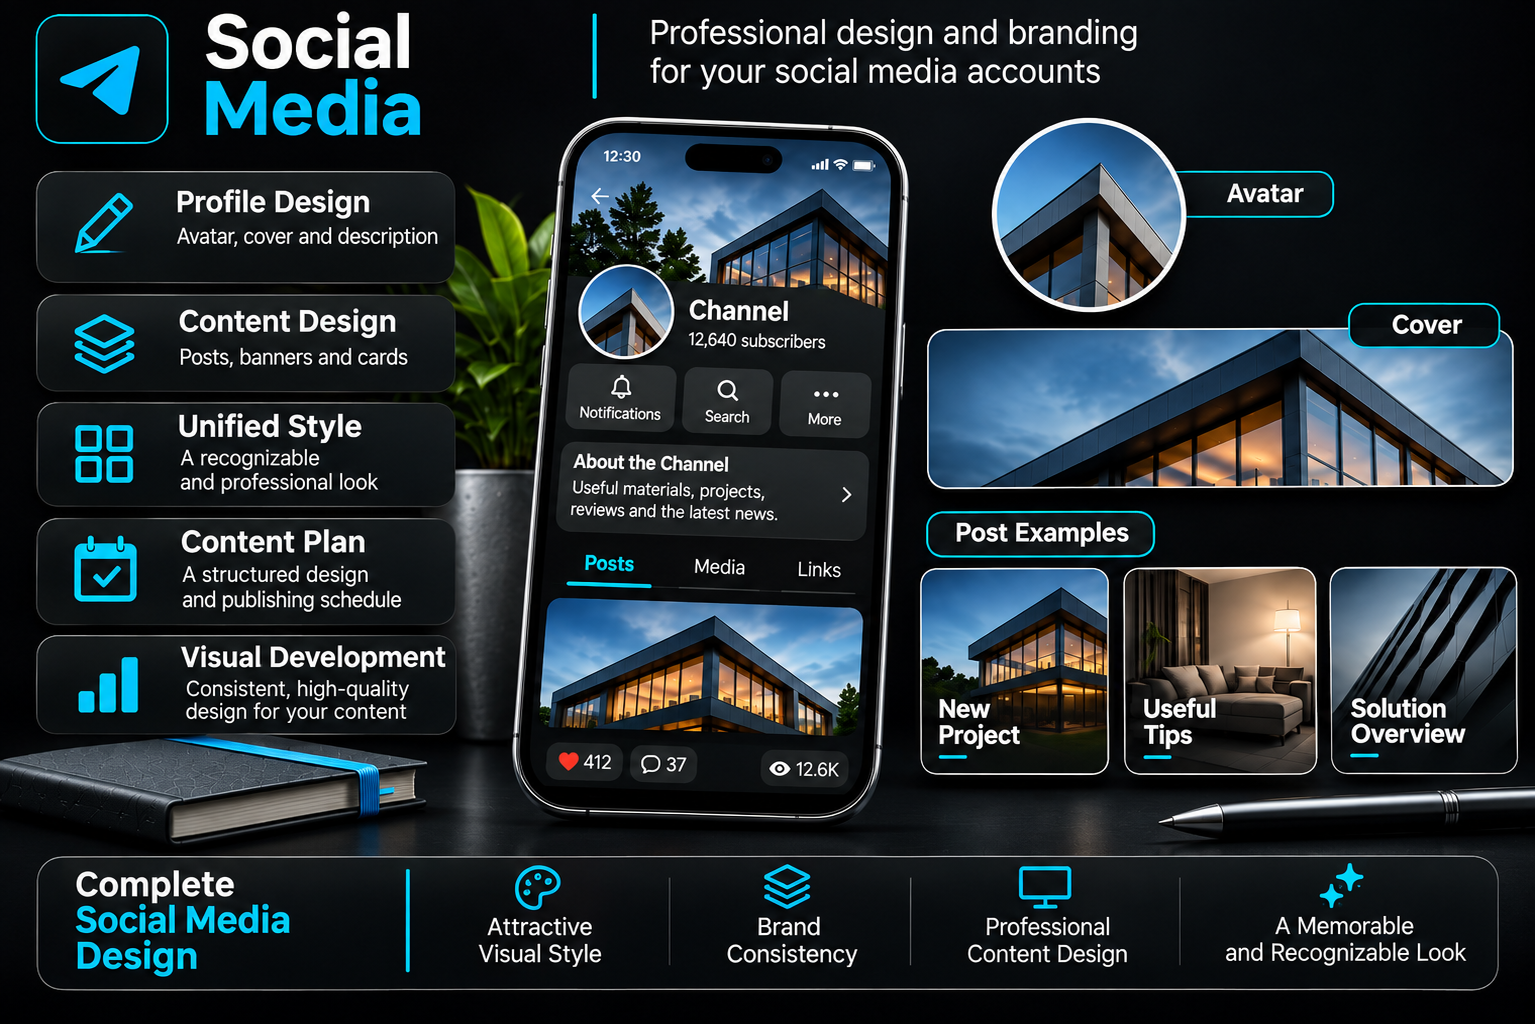 Social
Media
Professional design and branding
for your social media accounts
Profile Design
Avatar, cover and description
Content Design
Posts, banners and cards
Unified Style
A recognizable
and professional look
Content Plan
A structured design
and publishing schedule
Visual Development
Consistent, high-quality
design for your content
12:30
Channel
12,640 subscribers
Notifications
Search
More
About the Channel
Useful materials, projects,
reviews and the latest news.
Posts
Media
Links
412
37
12.6K
Avatar
Cover
Post Examples
New
Project
Useful
Tips
Solution
Overview
Complete
Social Media
Design
Attractive
Visual Style
Brand
Consistency
Professional
Content Design
A Memorable
and Recognizable Look